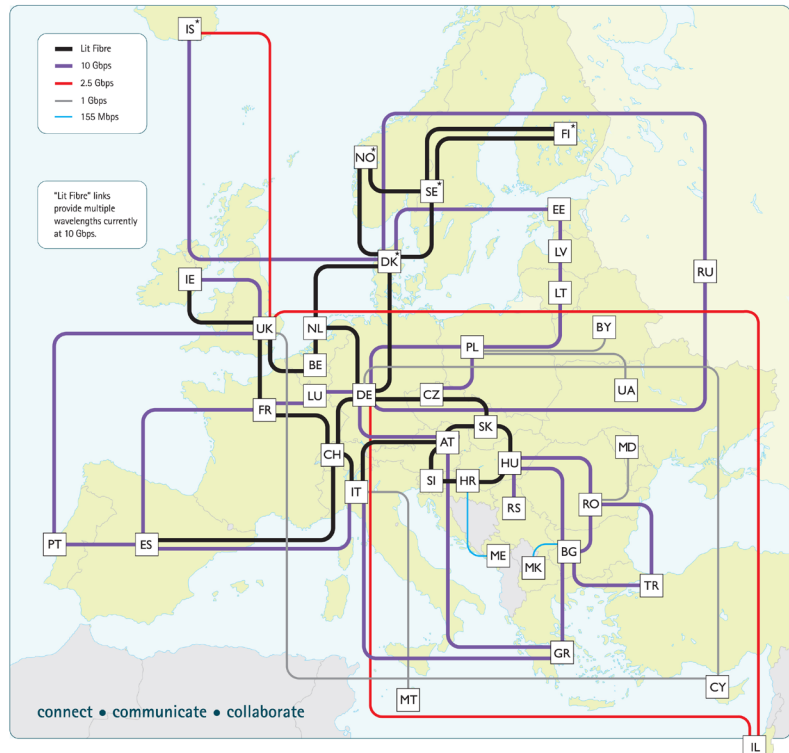 IS*
Lit Fibre
10 Gbps
2.5 Gbps
1 Gbps
155 Mbps
"Lit Fibre" links
provide multiple
wavelengths currently
at 10 Gbps.
NO*
FI*
SE*
EE
DK*
LV
RU
IE
LT
UK
NL
BY
PL
BE
LU
DE
CZ
UA
FR
SK
AT
MD
CH
HU
IT
SI
HR
RS
RO
PT
ES
ME
MK
BG
TR
GR
MT
CY
connect • communicate • collaborate
IL